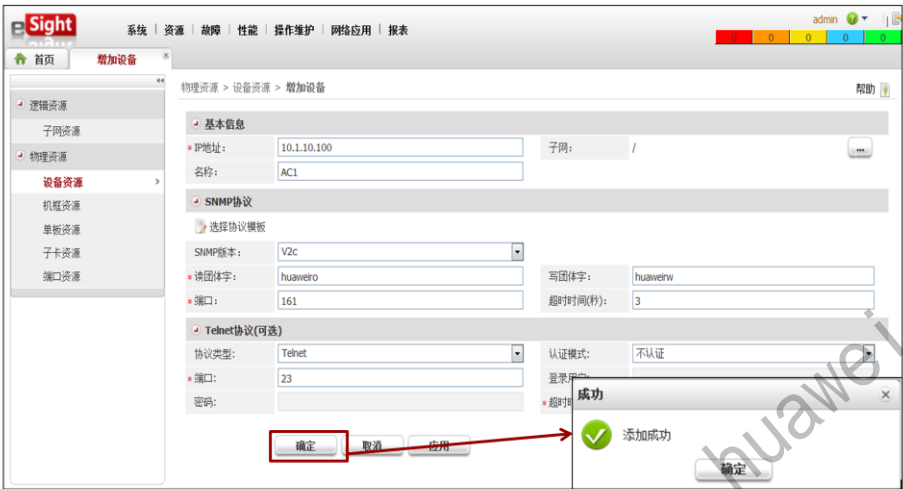 eSight
系统 资源 故障 性能 操作维护 网络应用 报表
admin
0 0 0 0 0
首页 增加设备
物理资源 > 设备资源 > 增加设备
帮助
逻辑资源
子网资源
物理资源
设备资源
机框资源
单板资源
子卡资源
端口资源
基本信息
* IP地址: 10.1.10.100 子网: / ...
名称: AC1
SNMP协议
选择协议模板
SNMP版本: V2c
* 读团体字: huaweiro 写团体字: huaweirw
* 端口: 161 超时时间(秒): 3
Telnet协议(可选)
协议类型: Telnet 认证模式: 不认证
* 端口: 23 登录用户:
密码: * 超时时
确定 取消 应用
成功
添加成功
确定
huawei